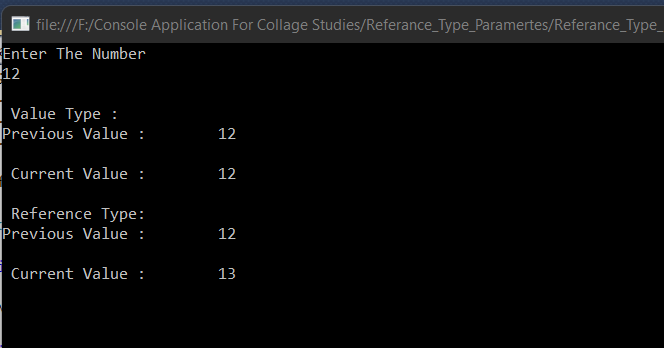 file:///F:/Console Application For Collage Studies/Referance_Type_Paramertes/Referance_Type_
Enter The Number
12
Value Type :
Previous Value : 12
Current Value : 12
Reference Type:
Previous Value : 12
Current Value : 13